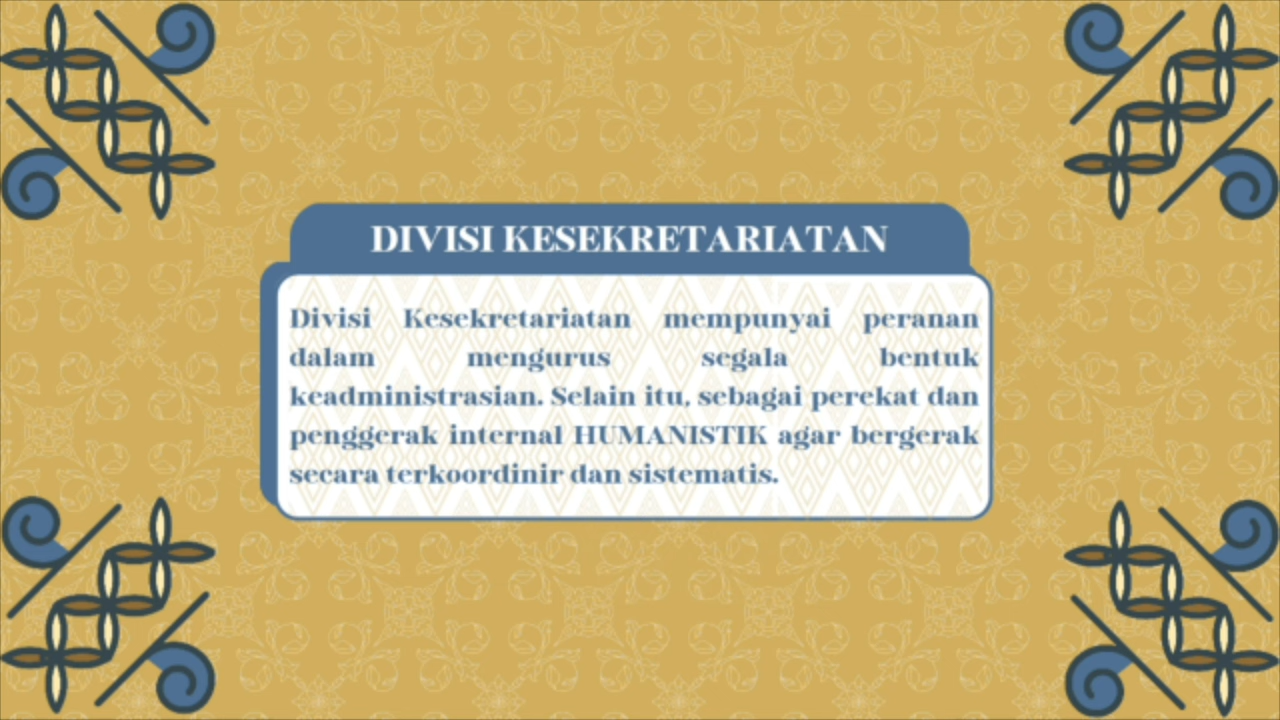 DIVISI KESEKRETARIATAN
Divisi Kesekretariatan mempunyai peranan
dalam mengurus segala bentuk
keadministrasian. Selain itu, sebagai perekat dan
penggerak internal HUMANISTIK agar bergerak
secara terkoordinir dan sistematis.